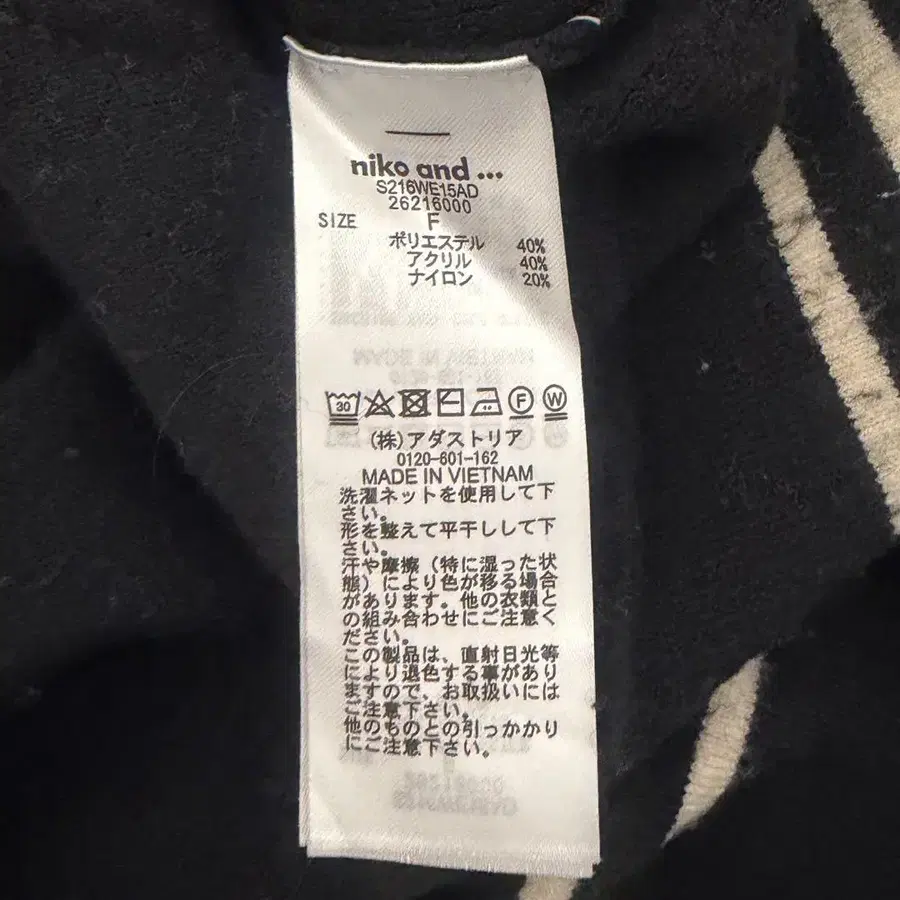 niko and ...
S216WE15AD
26216000
SIZE F
ポリエステル 40%
アクリル 40%
ナイロン 20%
30 F W
(株)アダストリア
0120-601-162
MADE IN VIETNAM
洗濯ネットを使用して下
さい。
形を整えて平干しして下
さい。
汗や摩擦（特に湿った状
態）により色が移る場合
があります。他の衣類と
の組み合わせにご注意く
ださい。
この製品は、直射日光等
により退色する事があり
ますので、お取扱いには
ご注意下さい。
他のものとの引っかかり
にご注意下さい。